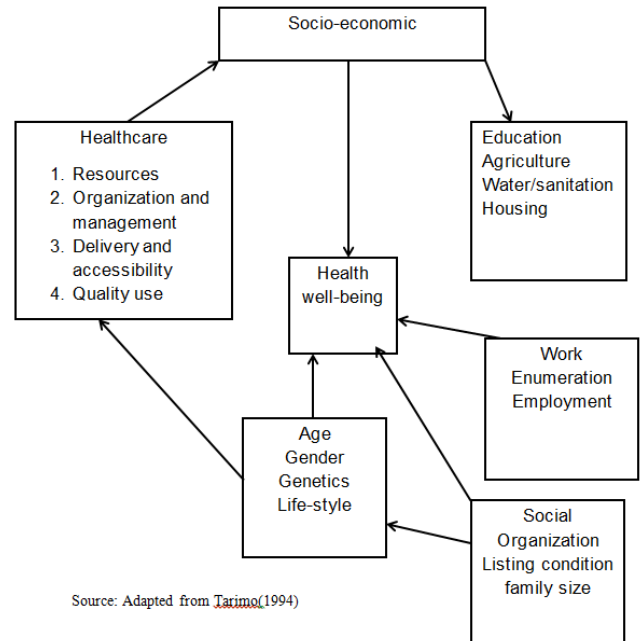 Socio-economic
Healthcare
1. Resources
2. Organization and
management
3. Delivery and
accessibility
4. Quality use
Education
Agriculture
Water/sanitation
Housing
Health
well-being
Work
Enumeration
Employment
Age
Gender
Genetics
Life-style
Social
Organization
Listing condition
family size
Source: Adapted from Tarimo(1994)